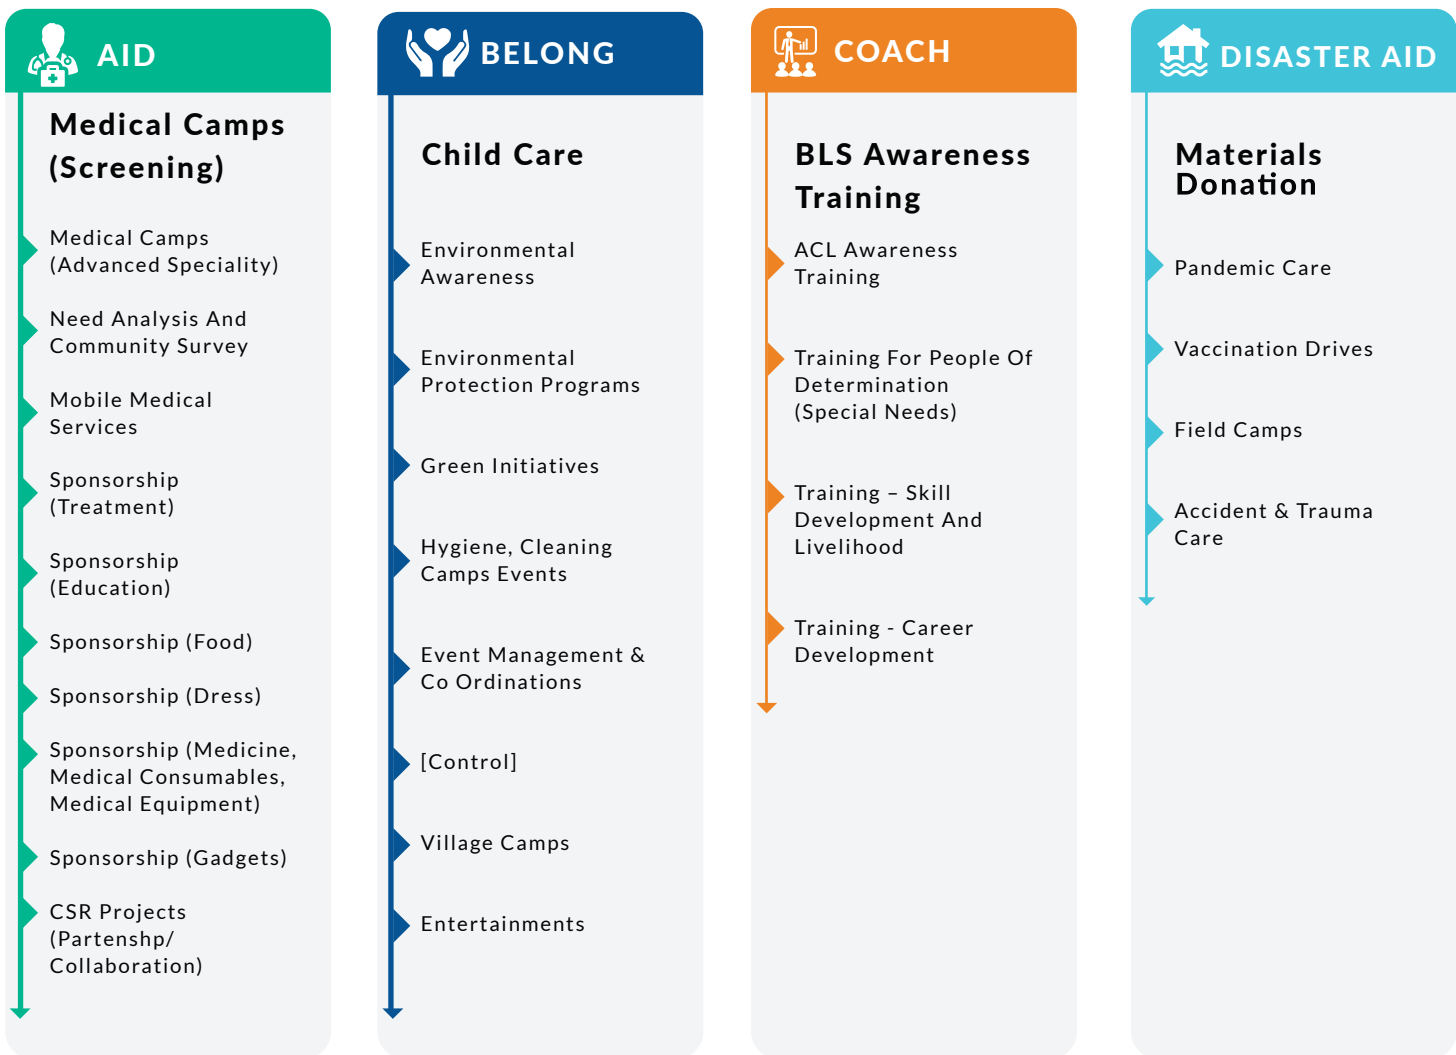 AID
Medical Camps
(Screening)
Medical Camps
(Advanced Speciality)
Need Analysis And
Community Survey
Mobile Medical
Services
Sponsorship
(Treatment)
Sponsorship
(Education)
Sponsorship (Food)
Sponsorship (Dress)
Sponsorship (Medicine,
Medical Consumables,
Medical Equipment)
Sponsorship (Gadgets)
CSR Projects
(Partenshp/
Collaboration)
BELONG
Child Care
Environmental
Awareness
Environmental
Protection Programs
Green Initiatives
Hygiene, Cleaning
Camps Events
Event Management &
Co Ordinations
[Control]
Village Camps
Entertainments
COACH
BLS Awareness
Training
ACL Awareness
Training
Training For People Of
Determination
(Special Needs)
Training – Skill
Development And
Livelihood
Training - Career
Development
DISASTER AID
Materials
Donation
Pandemic Care
Vaccination Drives
Field Camps
Accident & Trauma
Care